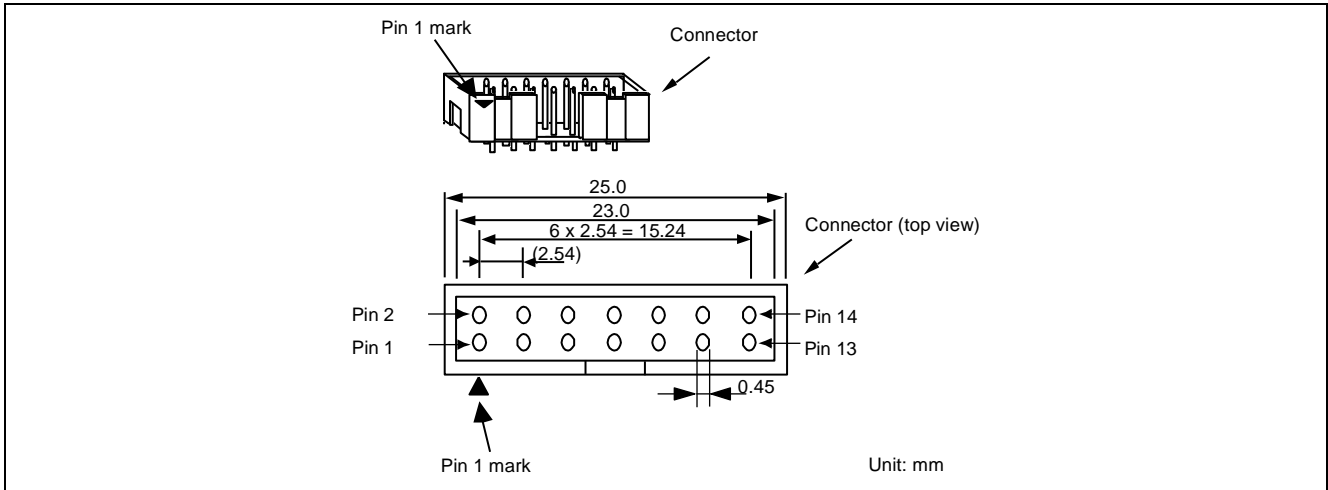 Pin 1 mark
Connector
25.0
23.0
6 x 2.54 = 15.24
(2.54)
Connector (top view)
Pin 2
Pin 14
Pin 1
Pin 13
0.45
Pin 1 mark
Unit: mm